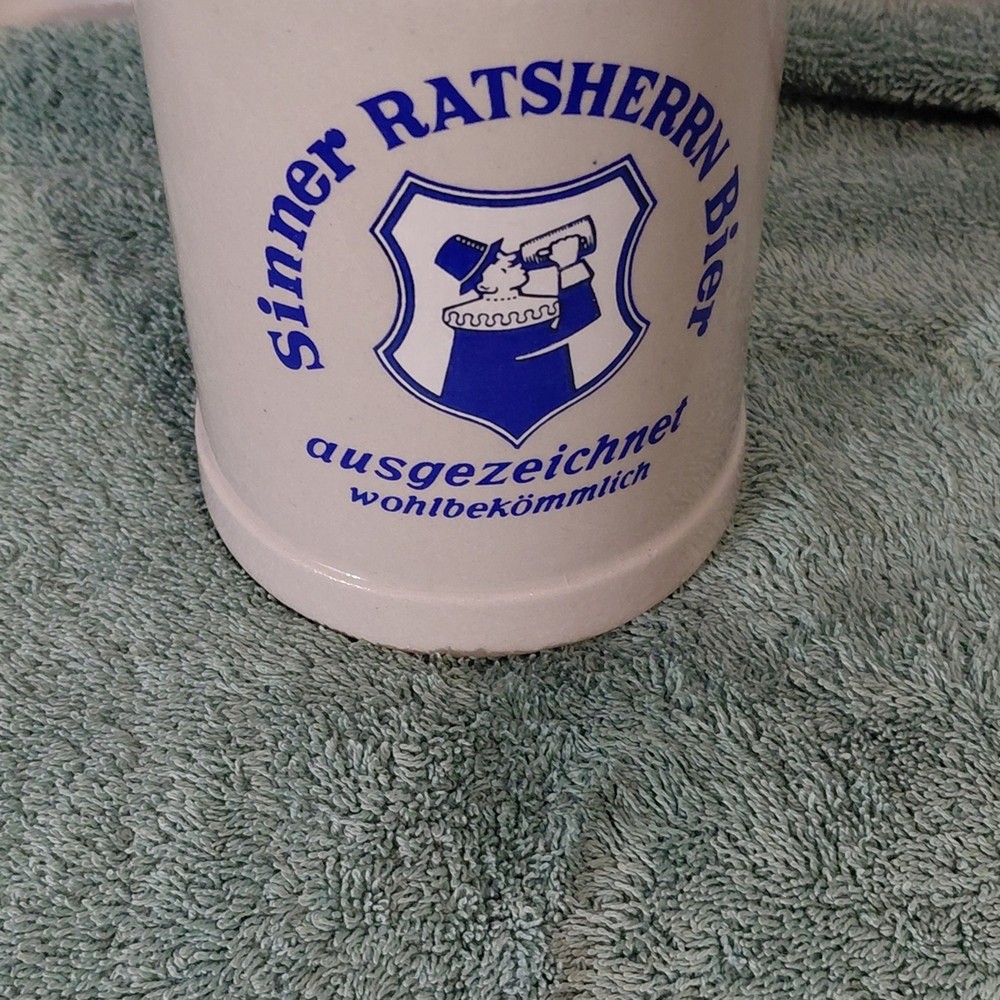 Sinner RATSHERRN Bier
ausgezeichnet
wohlbekömmlich